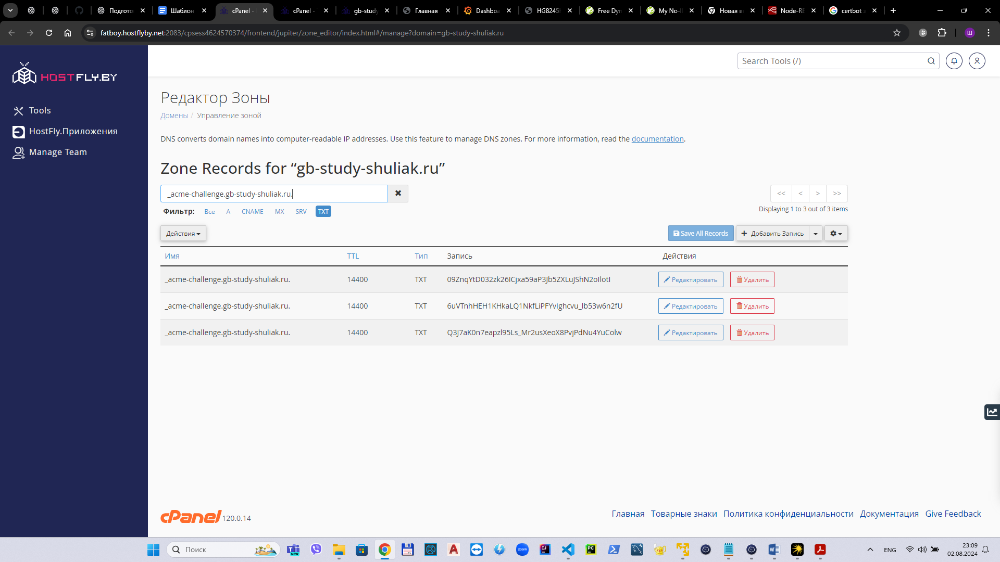 Подгото
Шаблон
cPanel -
cPanel -
gb-study
Главная
Dashboa
HG8245
Free Dyn
My No-I
Новая в
Node-RE
certbot
fatboy.hostflyby.net:2083/cpsess4624570374/frontend/jupiter/zone_editor/index.html#/manage?domain=gb-study-shuliak.ru
Ш
HOSTFLY.BY
Search Tools (/)
Tools
HostFly.Приложения
Manage Team
Редактор Зоны
Домены / Управление зоной
DNS converts domain names into computer-readable IP addresses. Use this feature to manage DNS zones. For more information, read the documentation.
Zone Records for “gb-study-shuliak.ru”
_acme-challenge.gb-study-shuliak.ru.
<< < > >>
Фильтр: Все A CNAME MX SRV TXT
Displaying 1 to 3 out of 3 items
Действия
Save All Records
Добавить Запись
Имя TTL Тип Запись Действия
_acme-challenge.gb-study-shuliak.ru. 14400 TXT 09ZnqYtD032zk26ICjxa59aP3Jb5ZXLuJShN2oIlotI Редактировать Удалить
_acme-challenge.gb-study-shuliak.ru. 14400 TXT 6uVTnhHEH1KHkaLQ1NkfLiPFYvIghcvu_lb53w6n2fU Редактировать Удалить
_acme-challenge.gb-study-shuliak.ru. 14400 TXT Q3J7aK0n7eapzl95Ls_Mr2usXeoX8PvjPdNu4YuColw Редактировать Удалить
cPanel 120.0.14
Главная Товарные знаки Политика конфиденциальности Документация Give Feedback
Поиск
NEW
zoom
ENG
23:09
02.08.2024